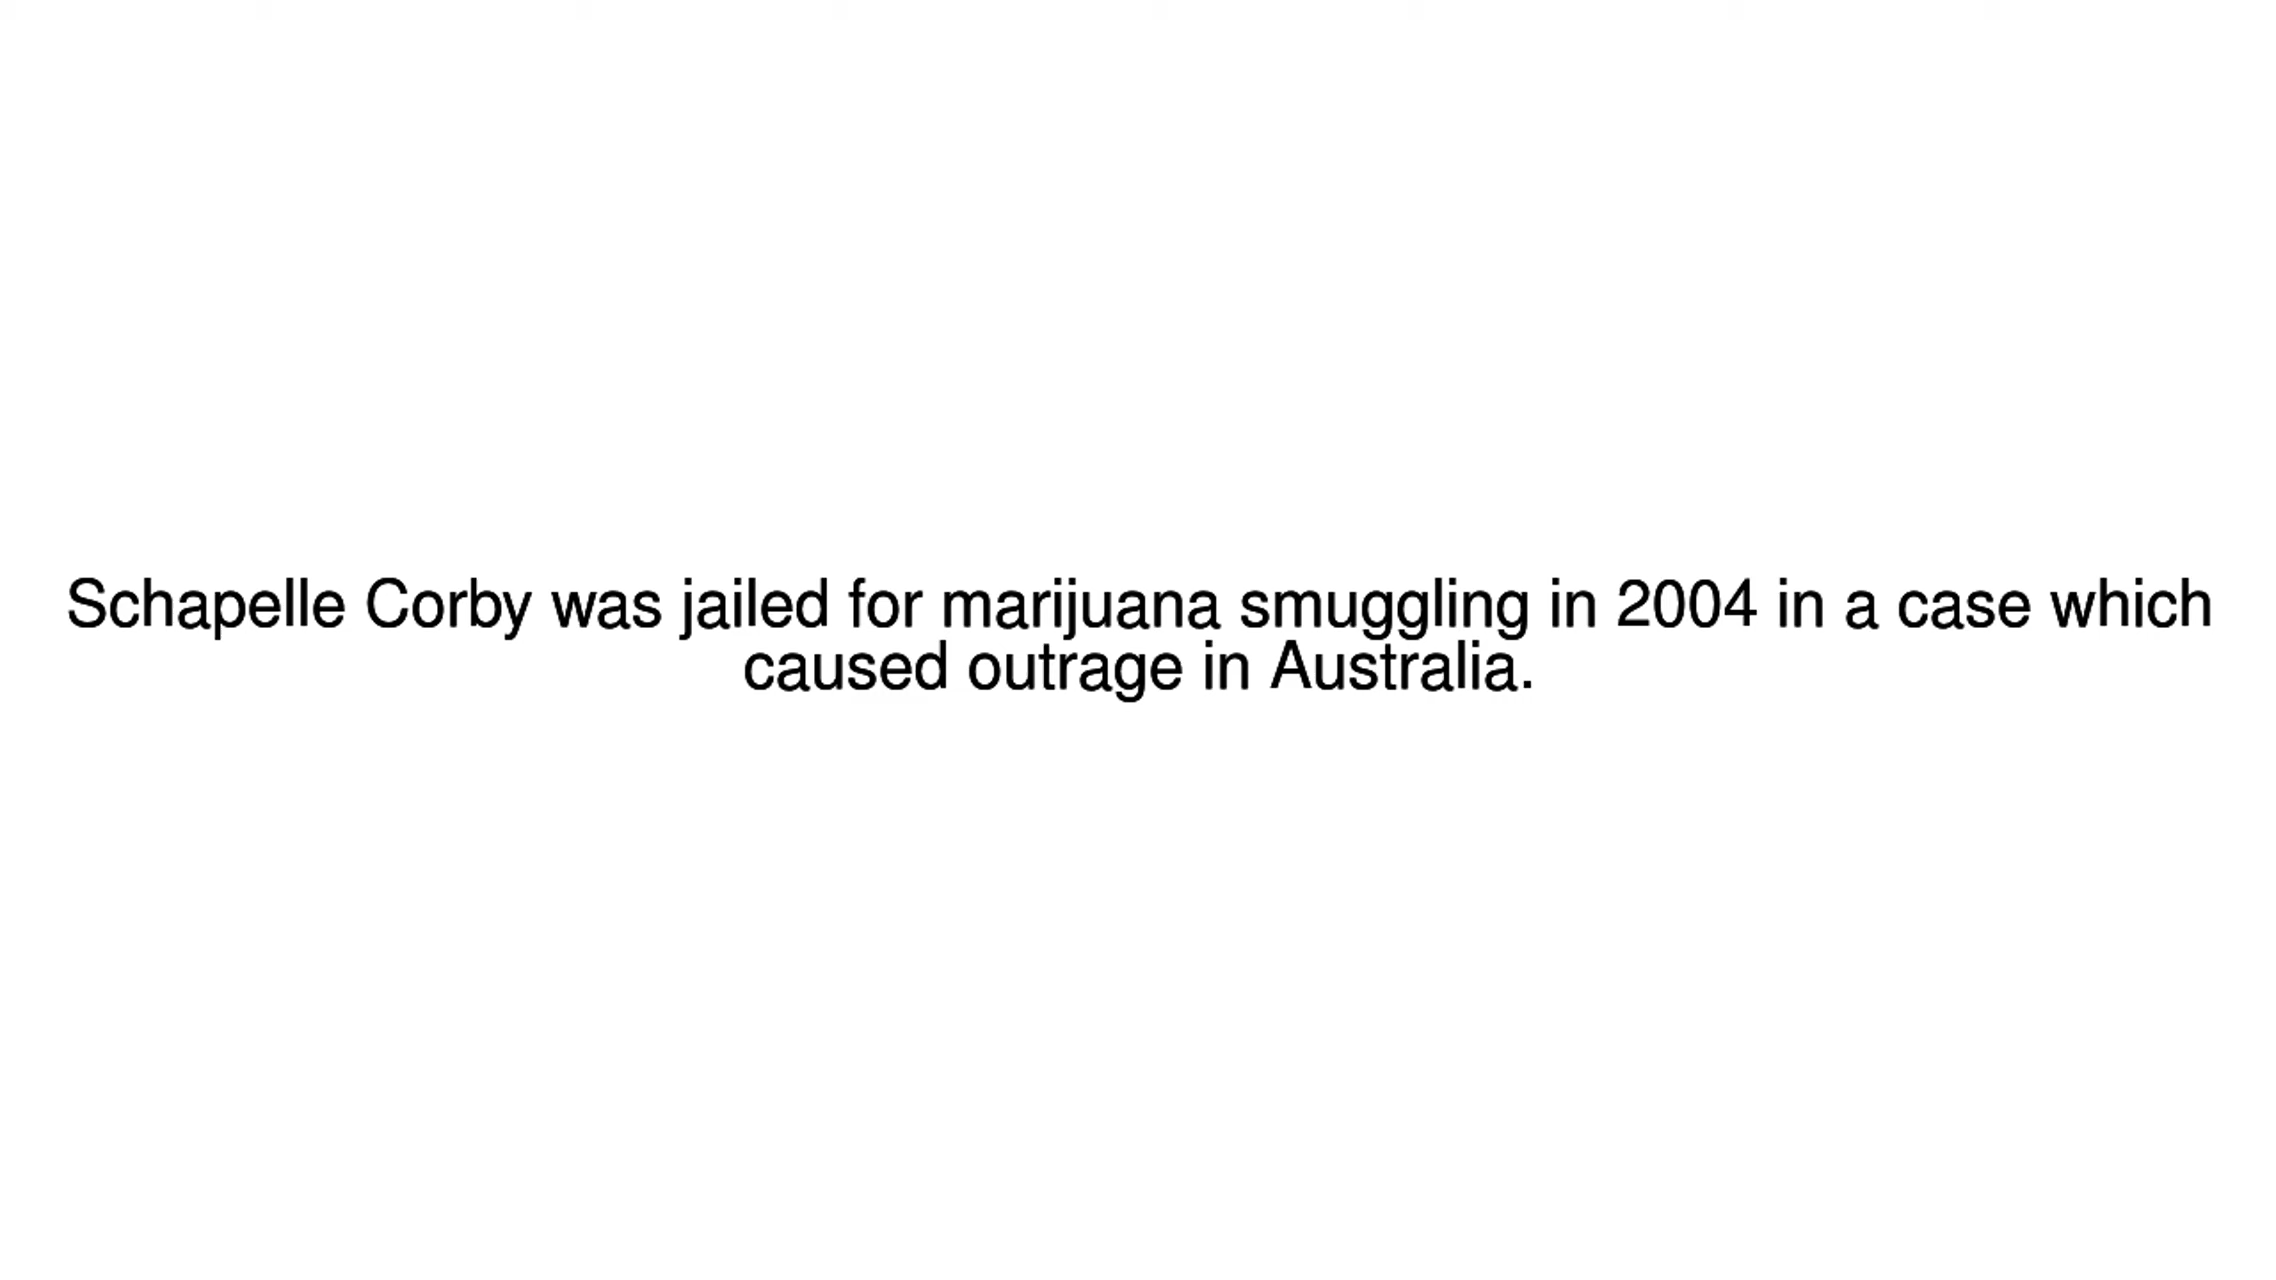 Schapelle Corby was jailed for marijuana smuggling in 2004 in a case which
caused outrage in Australia.